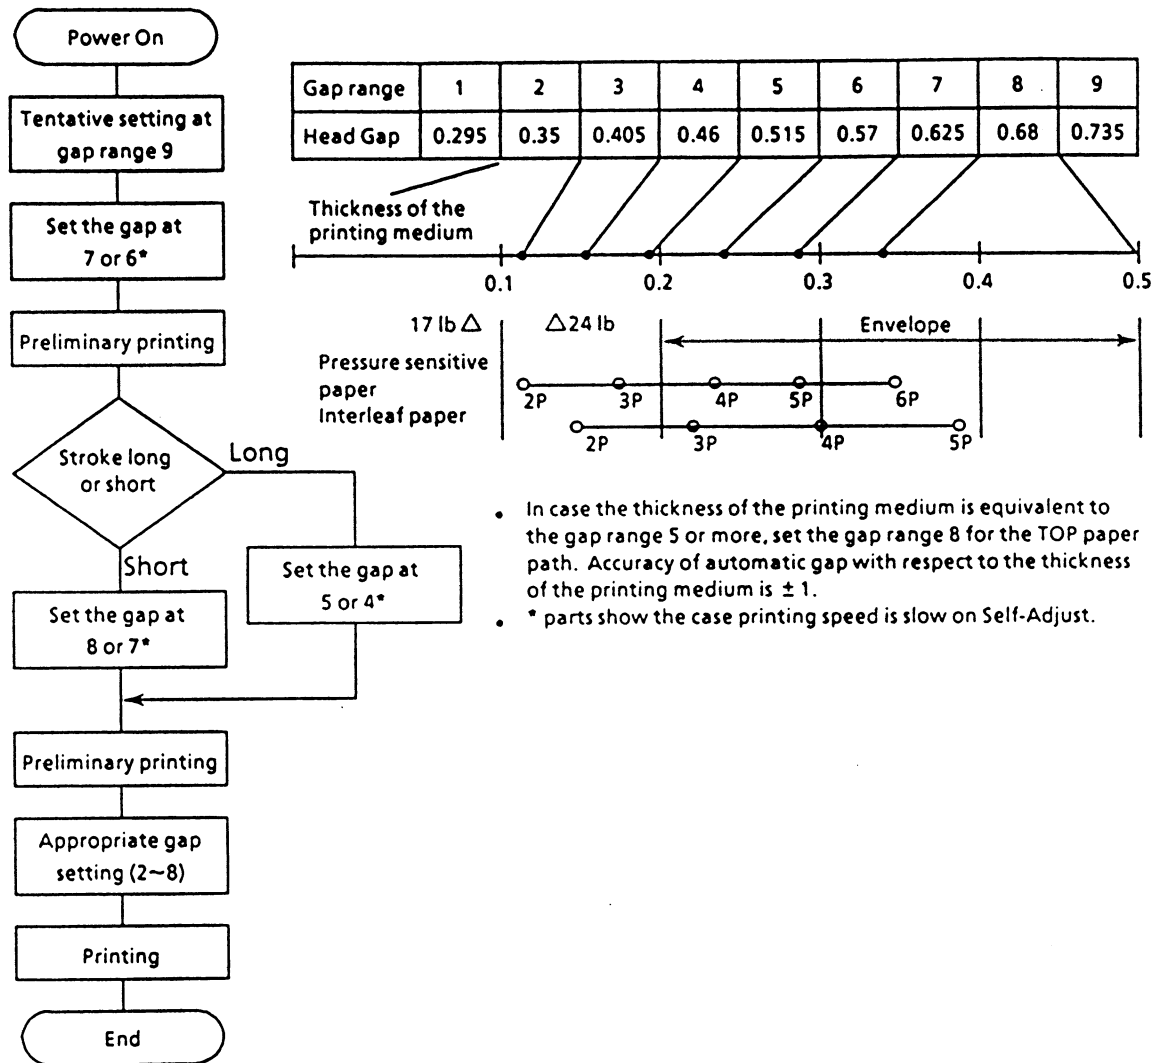 Power On
Tentative setting at
gap range 9
Set the gap at
7 or 6*
Preliminary printing
Stroke long
or short
Long
Short
Set the gap at
5 or 4*
Set the gap at
8 or 7*
Preliminary printing
Appropriate gap
setting (2~8)
Printing
End
Gap range 1 2 3 4 5 6 7 8 9
Head Gap 0.295 0.35 0.405 0.46 0.515 0.57 0.625 0.68 0.735
Thickness of the
printing medium
0.1 0.2 0.3 0.4 0.5
17 lb △ △ 24 lb Envelope
Pressure sensitive
paper
2P 3P 4P 5P 6P
Interleaf paper
2P 3P 4P 5P
• In case the thickness of the printing medium is equivalent to
the gap range 5 or more, set the gap range 8 for the TOP paper
path. Accuracy of automatic gap with respect to the thickness
of the printing medium is ± 1.
• * parts show the case printing speed is slow on Self-Adjust.